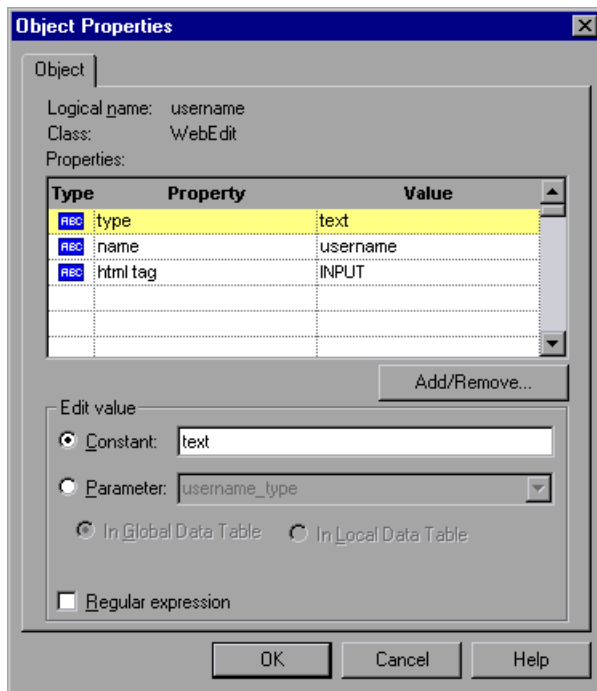 Object Properties
Object
Logical name: username
Class: WebEdit
Properties:
Type Property Value
ABC type text
ABC name username
ABC html tag INPUT
Add/Remove...
Edit value
Constant: text
Parameter: username_type
In Global Data Table In Local Data Table
Regular expression
OK Cancel Help